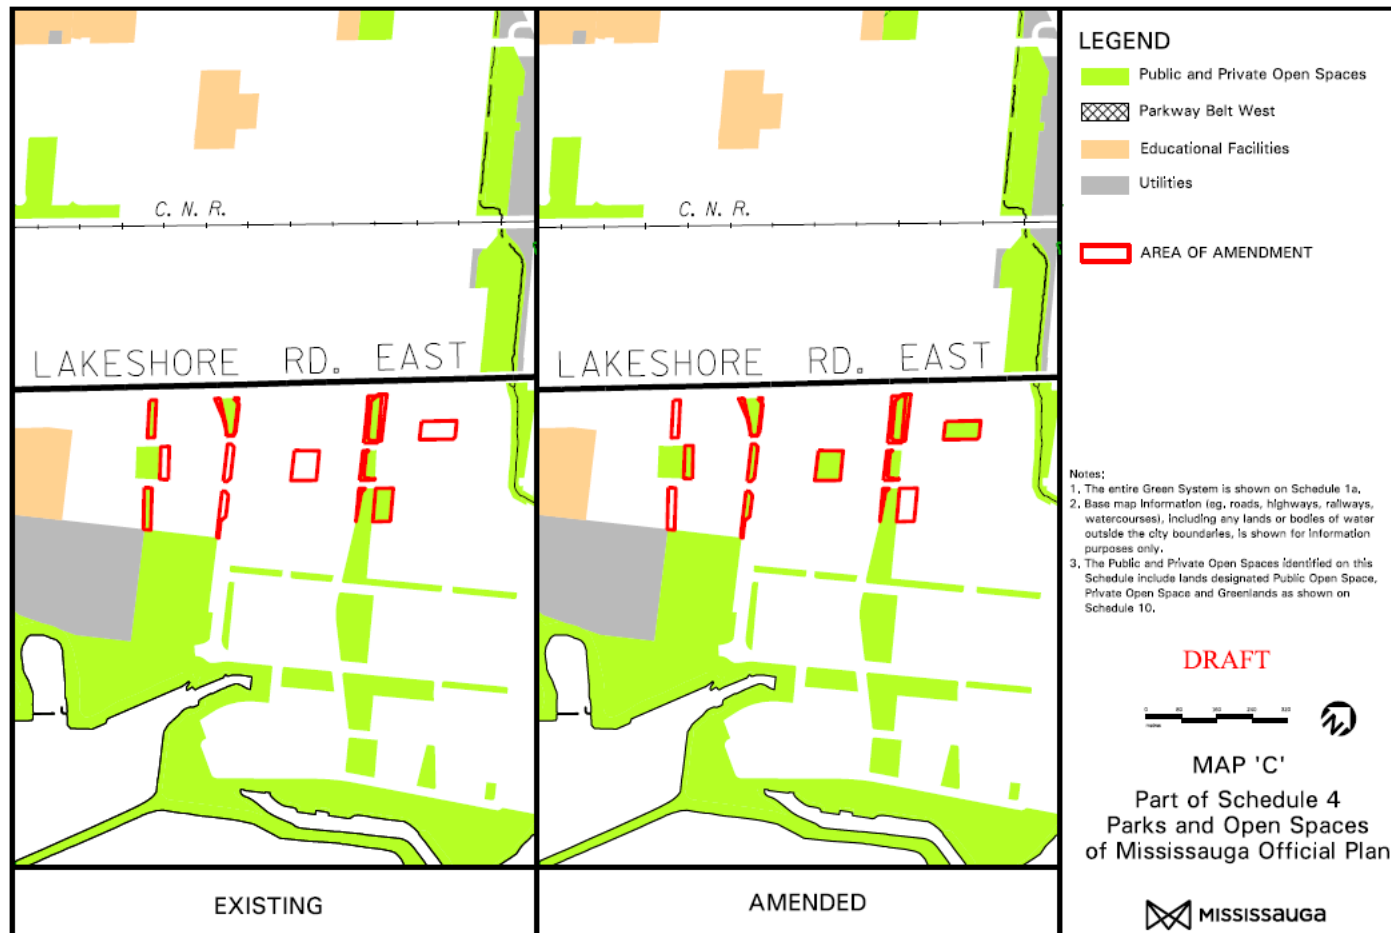 C. N. R.
LAKESHORE RD. EAST
EXISTING
C. N. R.
LAKESHORE RD. EAST
AMENDED
LEGEND
Public and Private Open Spaces
Parkway Belt West
Educational Facilities
Utilities
AREA OF AMENDMENT
Notes:
1. The entire Green System is shown on Schedule 1a.
2. Base map information (eg. roads, highways, railways,
watercourses), including any lands or bodies of water
outside the city boundaries, is shown for information
purposes only.
3. The Public and Private Open Spaces identified on this
Schedule include lands designated Public Open Space,
Private Open Space and Greenlands as shown on
Schedule 10.
DRAFT
MAP 'C'
Part of Schedule 4
Parks and Open Spaces
of Mississauga Official Plan
MISSISSAUGA